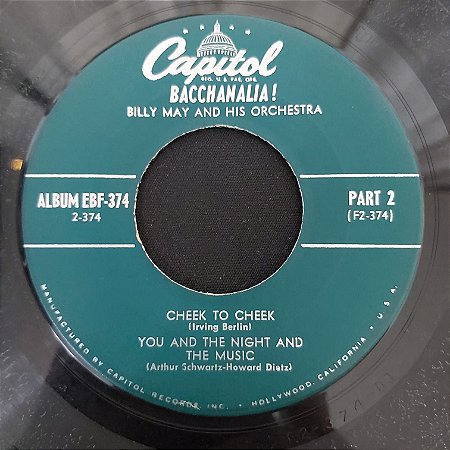 Capitol
REG. U.S. PAT. OFF.
BACCHANALIA!
BILLY MAY AND HIS ORCHESTRA
ALBUM EBF-374
2-374
PART 2
(F2-374)
CHEEK TO CHEEK
(Irving Berlin)
YOU AND THE NIGHT AND
THE MUSIC
(Arthur Schwartz-Howard Dietz)
MANUFACTURED BY CAPITOL RECORDS INC. • HOLLYWOOD, CALIFORNIA • U.S.A.